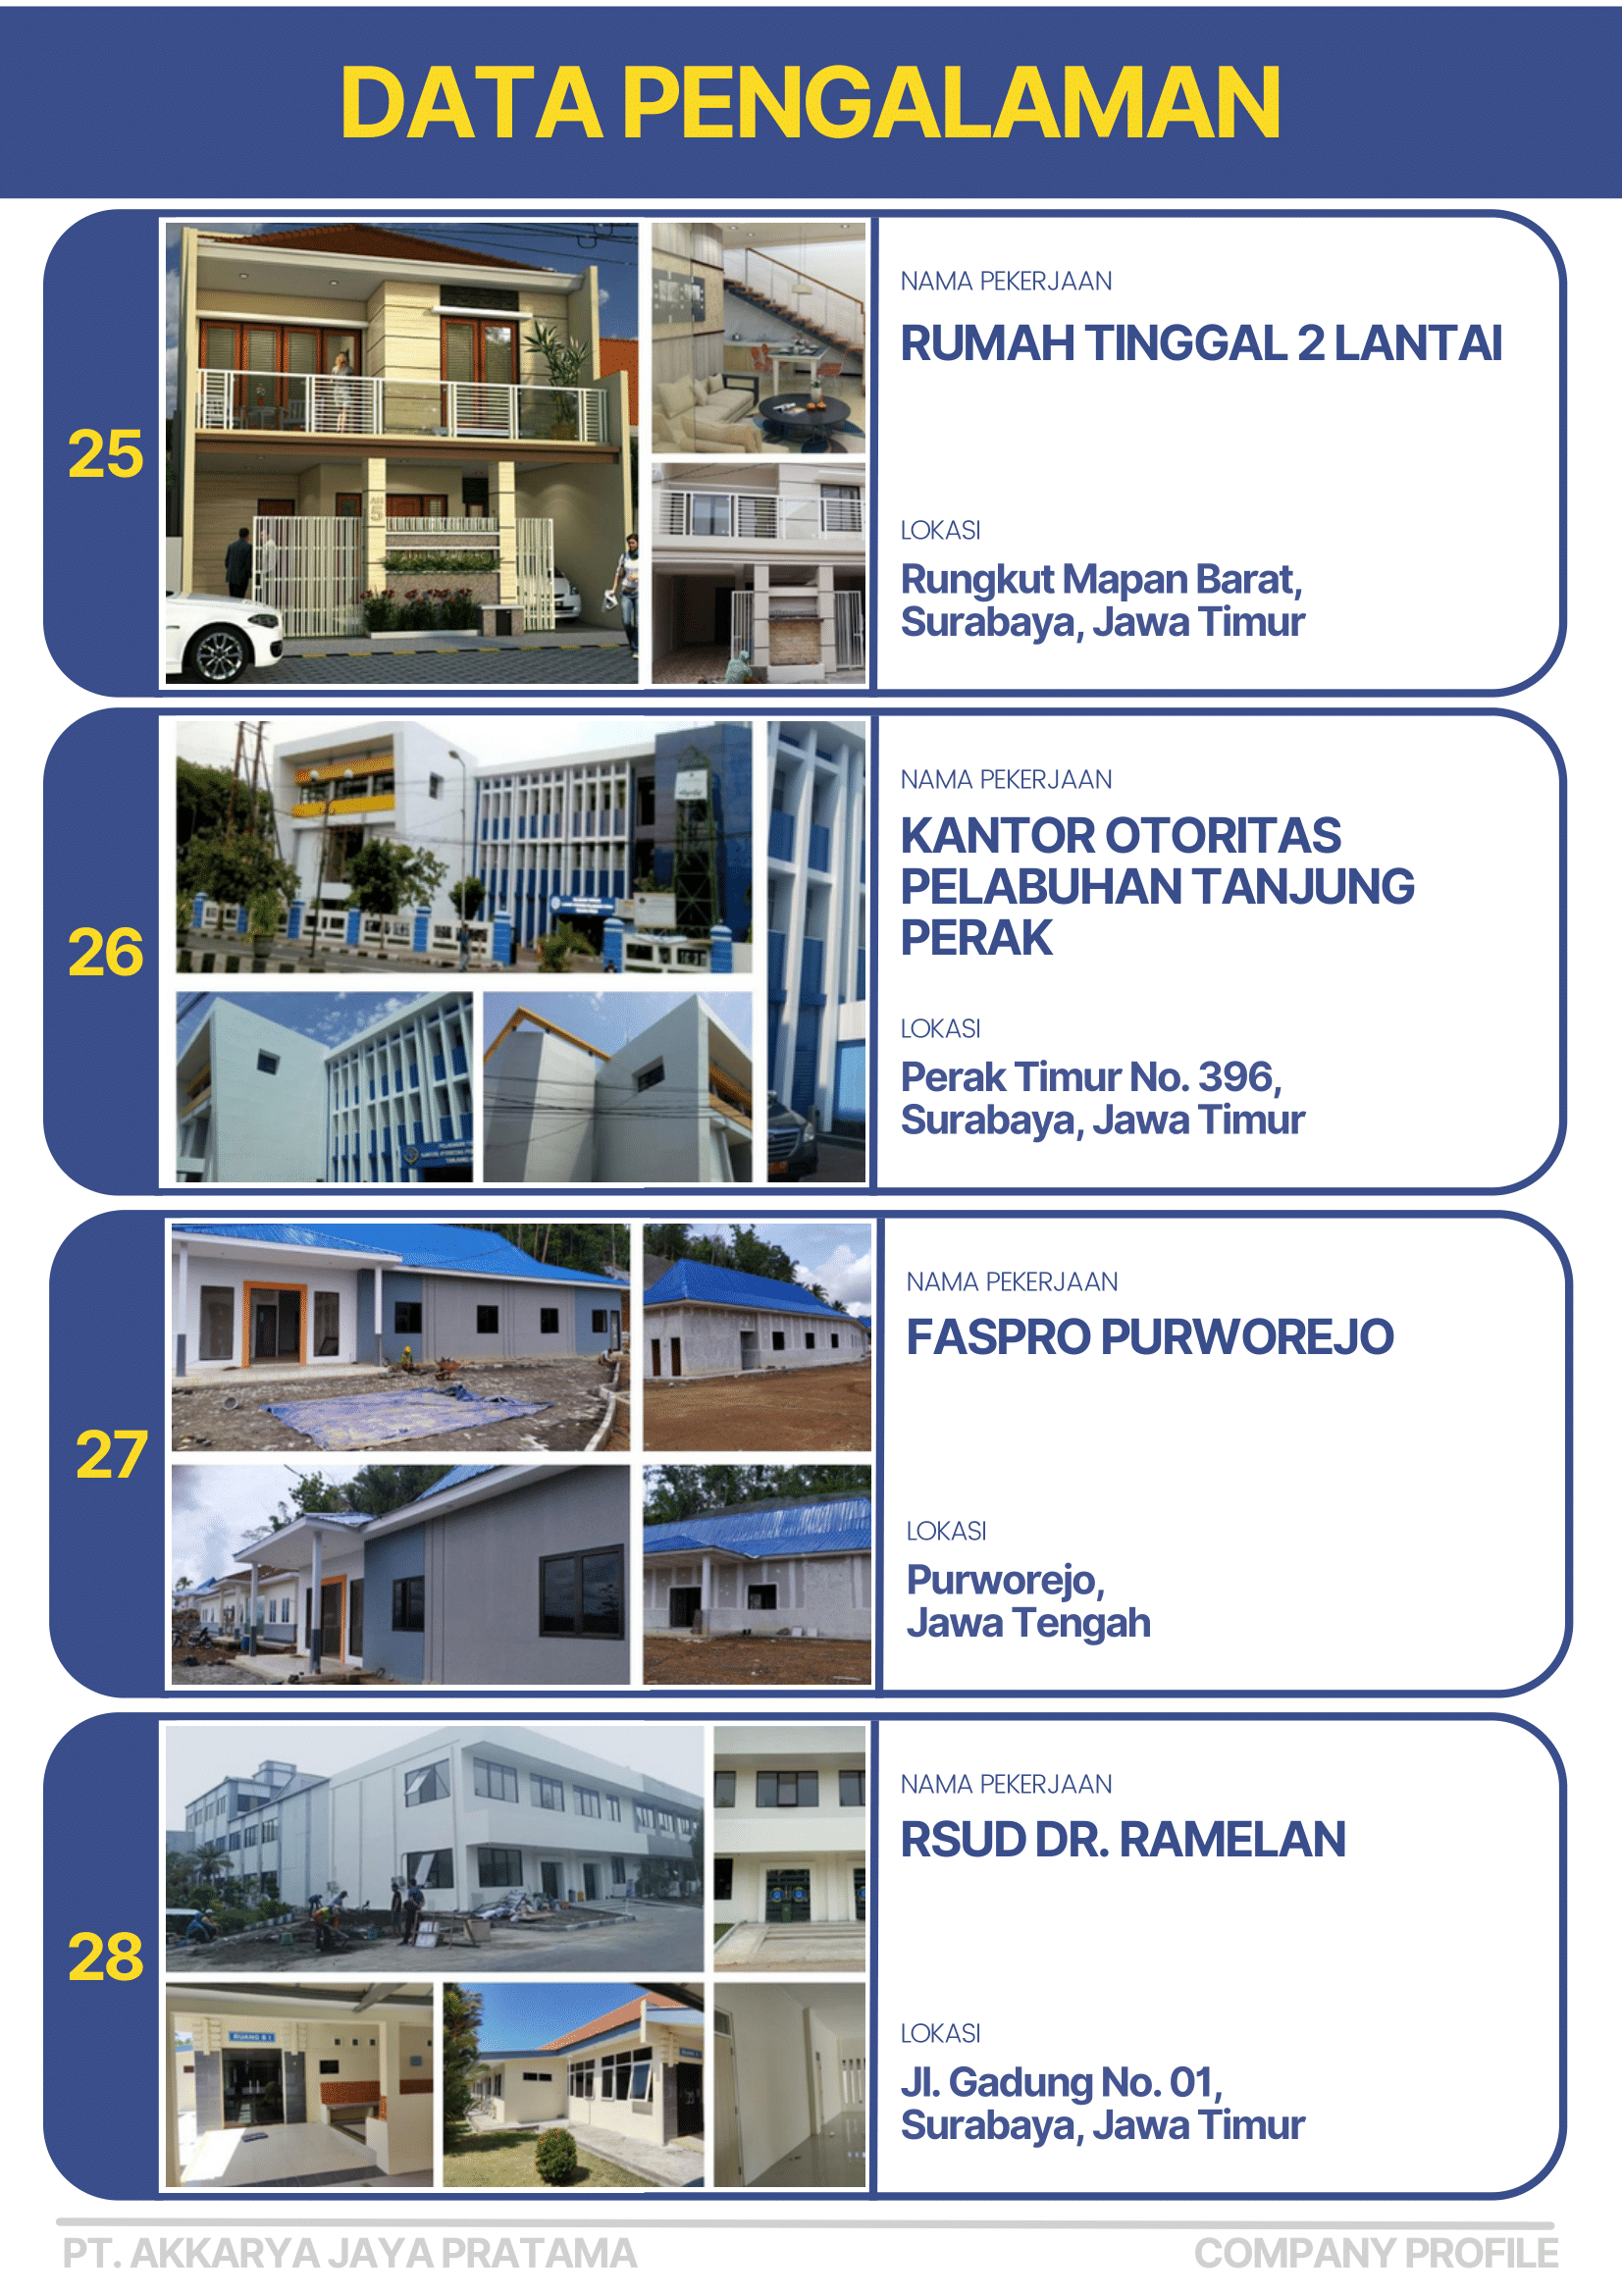 DATA PENGALAMAN
25
NAMA PEKERJAAN
RUMAH TINGGAL 2 LANTAI
LOKASI
Rungkut Mapan Barat,
Surabaya, Jawa Timur
26
NAMA PEKERJAAN
KANTOR OTORITAS
PELABUHAN TANJUNG
PERAK
LOKASI
Perak Timur No. 396,
Surabaya, Jawa Timur
27
NAMA PEKERJAAN
FASPRO PURWOREJO
LOKASI
Purworejo,
Jawa Tengah
28
RUANG B 1
NAMA PEKERJAAN
RSUD DR. RAMELAN
LOKASI
Jl. Gadung No. 01,
Surabaya, Jawa Timur
PT. AKKARYA JAYA PRATAMA
COMPANY PROFILE